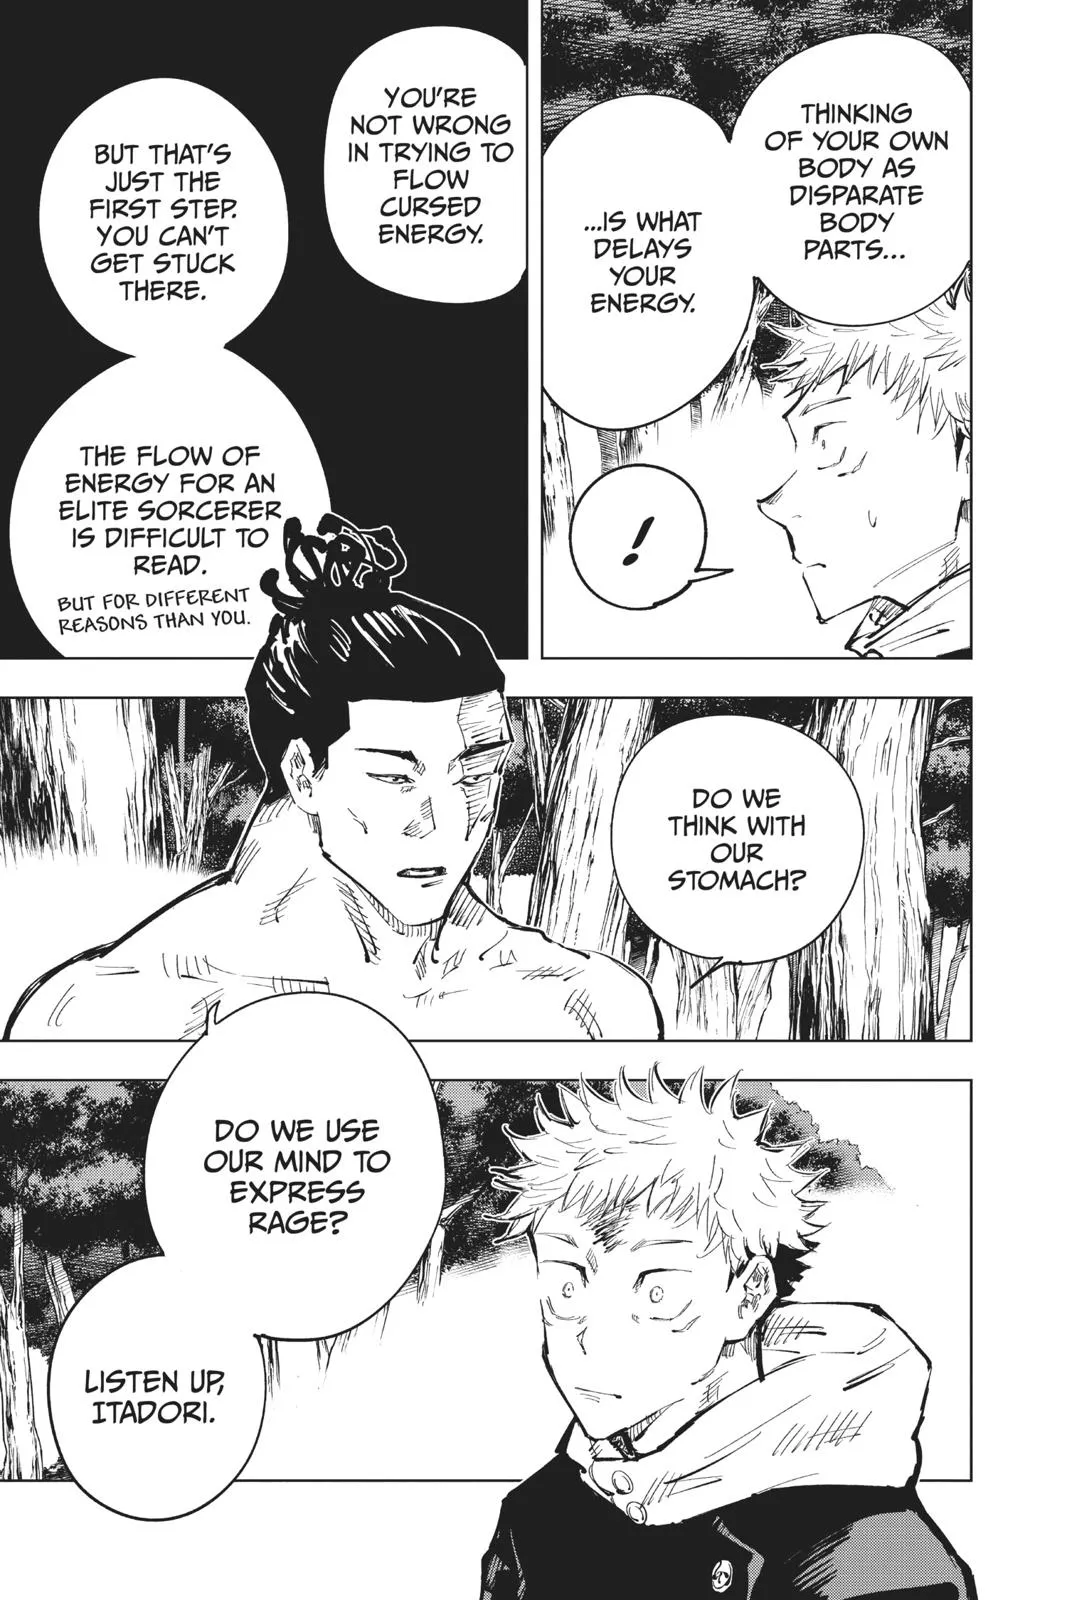 THINKING
OF YOUR OWN
BODY AS
DISPARATE
BODY
PARTS...
...IS WHAT
DELAYS
YOUR
ENERGY.
!
YOU'RE
NOT WRONG
IN TRYING TO
FLOW
CURSED
ENERGY.
BUT THAT'S
JUST THE
FIRST STEP.
YOU CAN'T
GET STUCK
THERE.
THE FLOW OF
ENERGY FOR AN
ELITE SORCERER
IS DIFFICULT TO
READ.
BUT FOR DIFFERENT
REASONS THAN YOU.
DO WE
THINK WITH
OUR
STOMACH?
DO WE USE
OUR MIND TO
EXPRESS
RAGE?
LISTEN UP,
ITADORI.